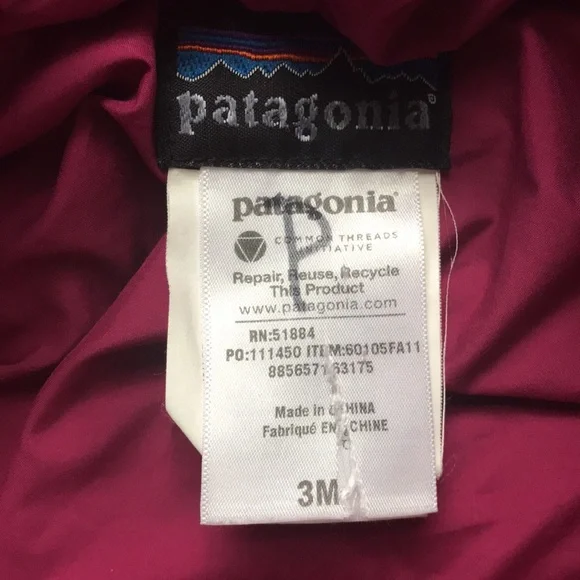 patagonia®
patagonia®
P
COMMON THREADS
INITIATIVE
Repair, Reuse, Recycle
This Product
www.patagonia.com
RN:51884
PO:111450 ITEM:60105FA11
885657163175
Made in CHINA
Fabriqué EN CHINE
3M